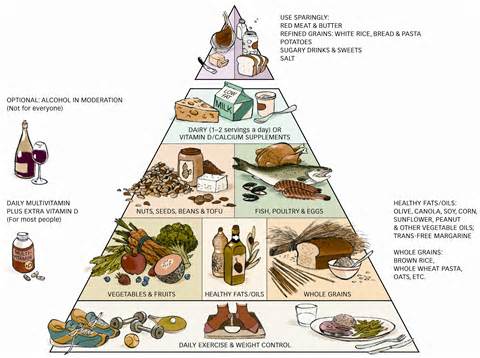 USE SPARINGLY:
RED MEAT & BUTTER
REFINED GRAINS: WHITE RICE, BREAD & PASTA
POTATOES
SUGARY DRINKS & SWEETS
SALT
OPTIONAL: ALCOHOL IN MODERATION
(Not for everyone)
LOW
FAT
MILK
DAIRY (1–2 servings a day) OR
VITAMIN D/CALCIUM SUPPLEMENTS
DAILY MULTIVITAMIN
PLUS EXTRA VITAMIN D
(For most people)
NUTS, SEEDS, BEANS & TOFU
FISH, POULTRY & EGGS
HEALTHY FATS/OILS:
OLIVE, CANOLA, SOY, CORN,
SUNFLOWER, PEANUT
& OTHER VEGETABLE OILS;
TRANS-FREE MARGARINE
WHOLE GRAINS:
BROWN RICE,
WHOLE WHEAT PASTA,
OATS, ETC.
VEGETABLES & FRUITS
HEALTHY FATS/OILS
WHOLE GRAINS
DAILY EXERCISE & WEIGHT CONTROL